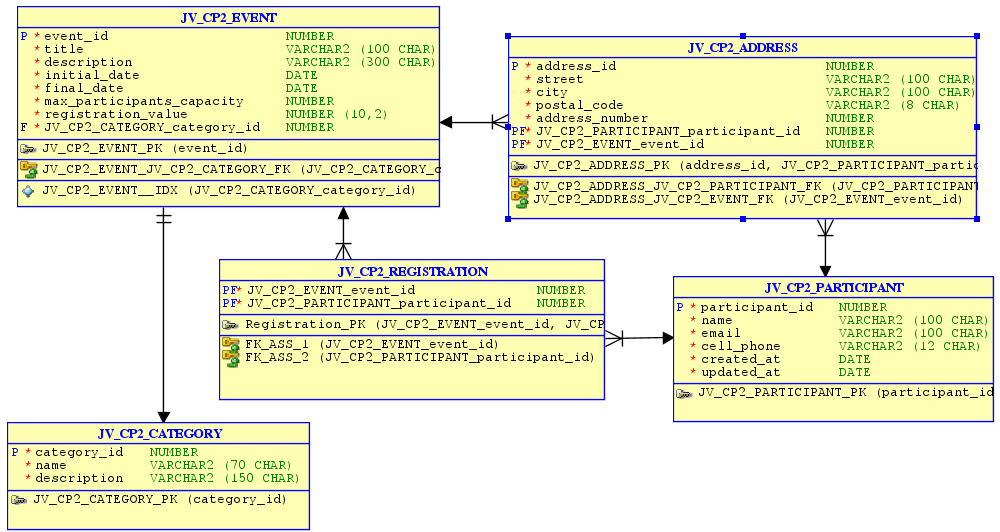 JV_CP2_EVENT
P * event_id NUMBER
* title VARCHAR2 (100 CHAR)
* description VARCHAR2 (300 CHAR)
* initial_date DATE
* final_date DATE
* max_participants_capacity NUMBER
* registration_value NUMBER (10,2)
F * JV_CP2_CATEGORY_category_id NUMBER
JV_CP2_EVENT_PK (event_id)
JV_CP2_EVENT_JV_CP2_CATEGORY_FK (JV_CP2_CATEGORY_c
JV_CP2_EVENT__IDX (JV_CP2_CATEGORY_category_id)
JV_CP2_ADDRESS
P * address_id NUMBER
* street VARCHAR2 (100 CHAR)
* city VARCHAR2 (100 CHAR)
* postal_code VARCHAR2 (8 CHAR)
* address_number NUMBER
PF* JV_CP2_PARTICIPANT_participant_id NUMBER
PF* JV_CP2_EVENT_event_id NUMBER
JV_CP2_ADDRESS_PK (address_id, JV_CP2_PARTICIPANT_partic
JV_CP2_ADDRESS_JV_CP2_PARTICIPANT_FK (JV_CP2_PARTICIPANT
JV_CP2_ADDRESS_JV_CP2_EVENT_FK (JV_CP2_EVENT_event_id)
JV_CP2_REGISTRATION
PF* JV_CP2_EVENT_event_id NUMBER
PF* JV_CP2_PARTICIPANT_participant_id NUMBER
Registration_PK (JV_CP2_EVENT_event_id, JV_CP
FK_ASS_1 (JV_CP2_EVENT_event_id)
FK_ASS_2 (JV_CP2_PARTICIPANT_participant_id)
JV_CP2_PARTICIPANT
P * participant_id NUMBER
* name VARCHAR2 (100 CHAR)
* email VARCHAR2 (100 CHAR)
* cell_phone VARCHAR2 (12 CHAR)
* created_at DATE
* updated_at DATE
JV_CP2_PARTICIPANT_PK (participant_id
JV_CP2_CATEGORY
P * category_id NUMBER
* name VARCHAR2 (70 CHAR)
* description VARCHAR2 (150 CHAR)
JV_CP2_CATEGORY_PK (category_id)